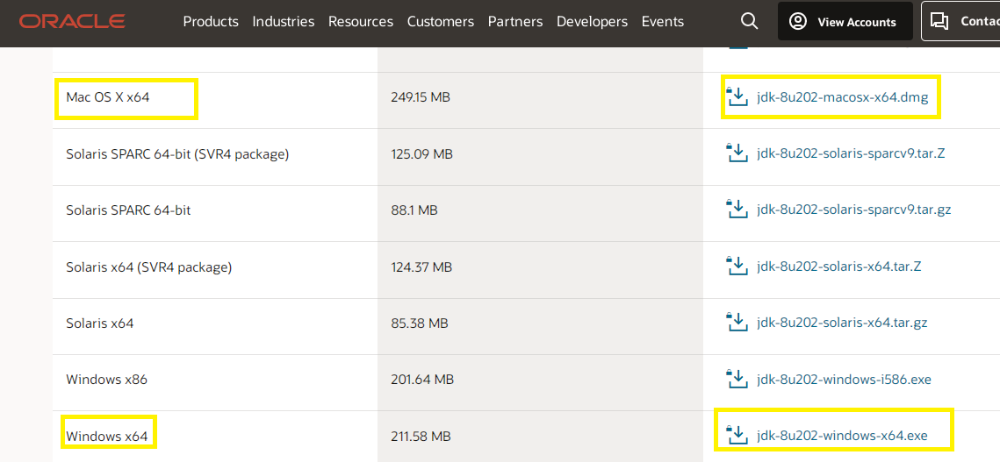 ORACLE Products Industries Resources Customers Partners Developers Events View Accounts
Mac OS X x64 249.15 MB jdk-8u202-macosx-x64.dmg
Solaris SPARC 64-bit (SVR4 package) 125.09 MB jdk-8u202-solaris-sparcv9.tar.Z
Solaris SPARC 64-bit 88.1 MB jdk-8u202-solaris-sparcv9.tar.gz
Solaris x64 (SVR4 package) 124.37 MB jdk-8u202-solaris-x64.tar.Z
Solaris x64 85.38 MB jdk-8u202-solaris-x64.tar.gz
Windows x86 201.64 MB jdk-8u202-windows-i586.exe
Windows x64 211.58 MB jdk-8u202-windows-x64.exe